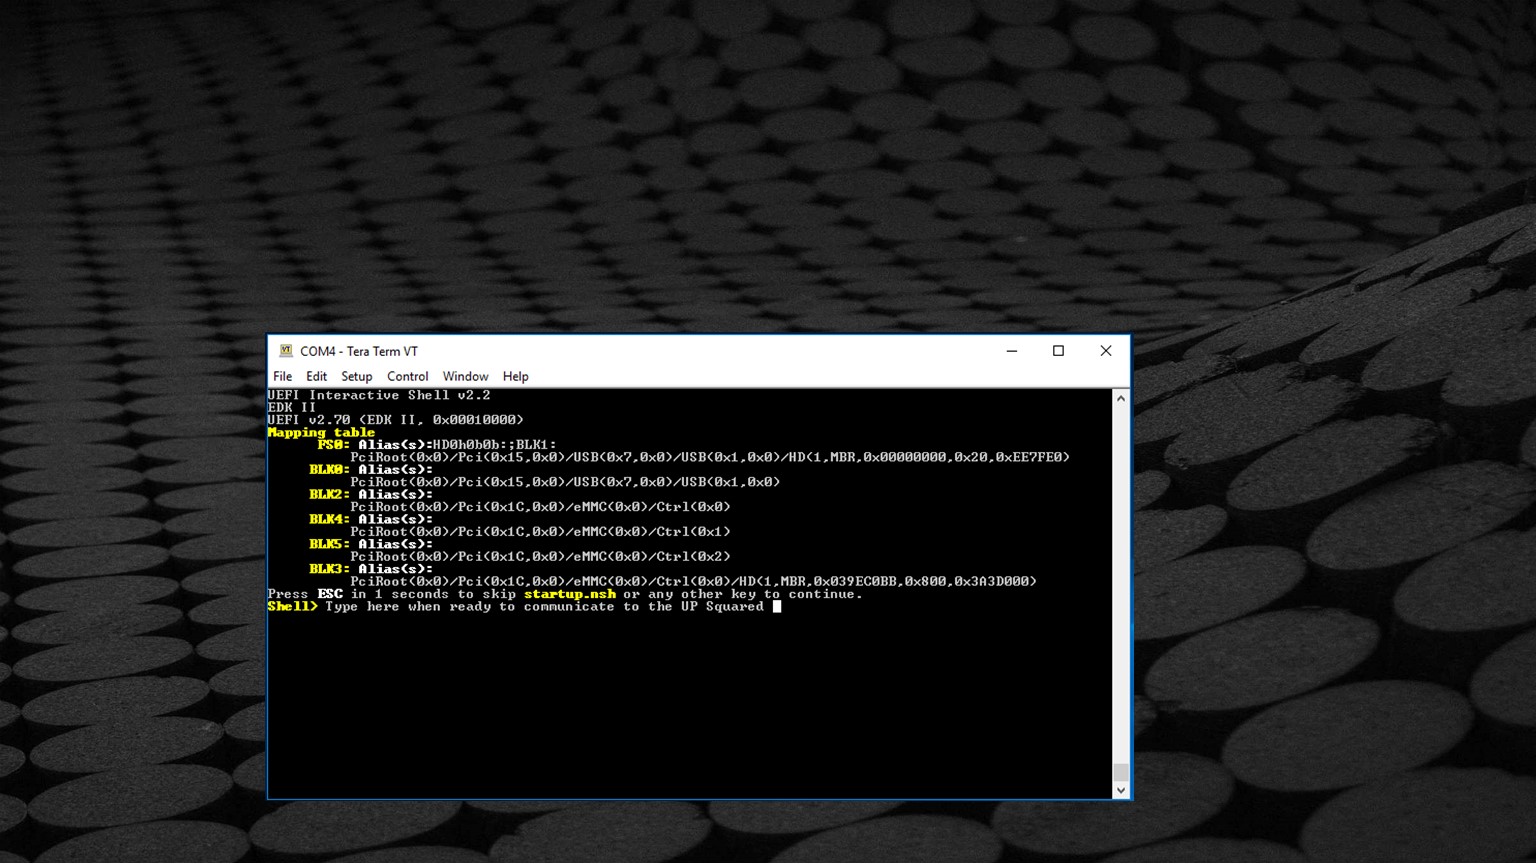 COM4 - Tera Term VT
File Edit Setup Control Window Help
UEFI Interactive Shell v2.2
EDK II
UEFI v2.70 (EDK II, 0x00010000)
Mapping table
FS0: Alias(s):HD0h0b0b:;BLK1:
PciRoot(0x0)/Pci(0x15,0x0)/USB(0x7,0x0)/USB(0x1,0x0)/HD(1,MBR,0x00000000,0x20,0xEE7FE0)
BLK0: Alias(s):
PciRoot(0x0)/Pci(0x15,0x0)/USB(0x7,0x0)/USB(0x1,0x0)
BLK2: Alias(s):
PciRoot(0x0)/Pci(0x1C,0x0)/eMMC(0x0)/Ctrl(0x0)
BLK4: Alias(s):
PciRoot(0x0)/Pci(0x1C,0x0)/eMMC(0x0)/Ctrl(0x1)
BLK5: Alias(s):
PciRoot(0x0)/Pci(0x1C,0x0)/eMMC(0x0)/Ctrl(0x2)
BLK3: Alias(s):
PciRoot(0x0)/Pci(0x1C,0x0)/eMMC(0x0)/Ctrl(0x0)/HD(1,MBR,0x039EC0BB,0x800,0x3A3D000)
Press ESC in 1 seconds to skip startup.nsh or any other key to continue.
Shell> Type here when ready to communicate to the UP Squared